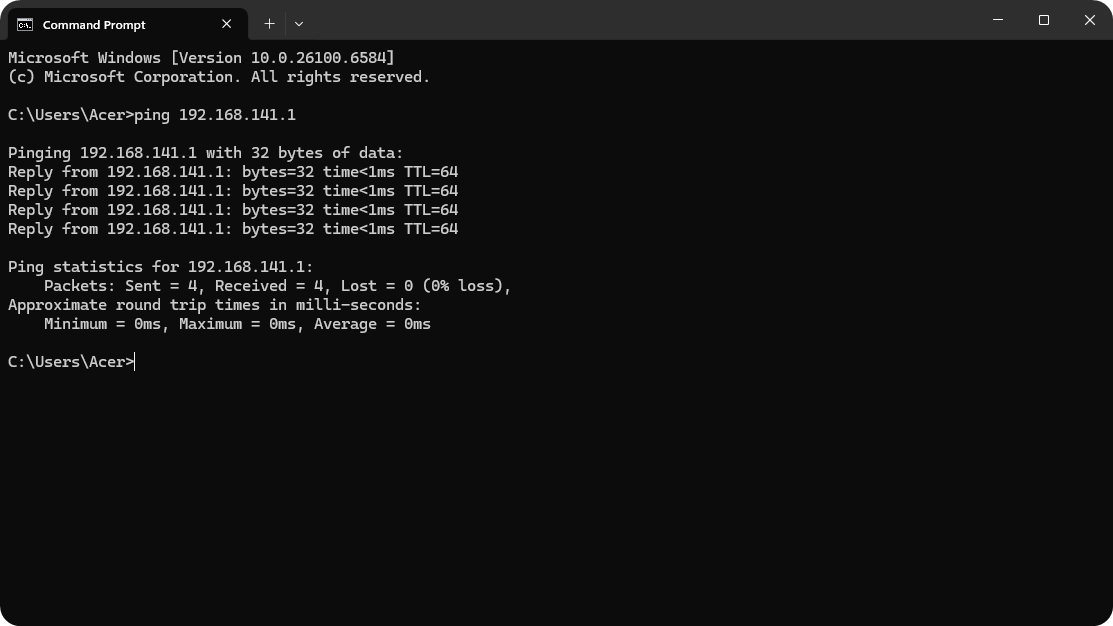 Command Prompt
Microsoft Windows [Version 10.0.26100.6584]
(c) Microsoft Corporation. All rights reserved.
C:\Users\Acer>ping 192.168.141.1
Pinging 192.168.141.1 with 32 bytes of data:
Reply from 192.168.141.1: bytes=32 time<1ms TTL=64
Reply from 192.168.141.1: bytes=32 time<1ms TTL=64
Reply from 192.168.141.1: bytes=32 time<1ms TTL=64
Reply from 192.168.141.1: bytes=32 time<1ms TTL=64
Ping statistics for 192.168.141.1:
    Packets: Sent = 4, Received = 4, Lost = 0 (0% loss),
Approximate round trip times in milli-seconds:
    Minimum = 0ms, Maximum = 0ms, Average = 0ms
C:\Users\Acer>